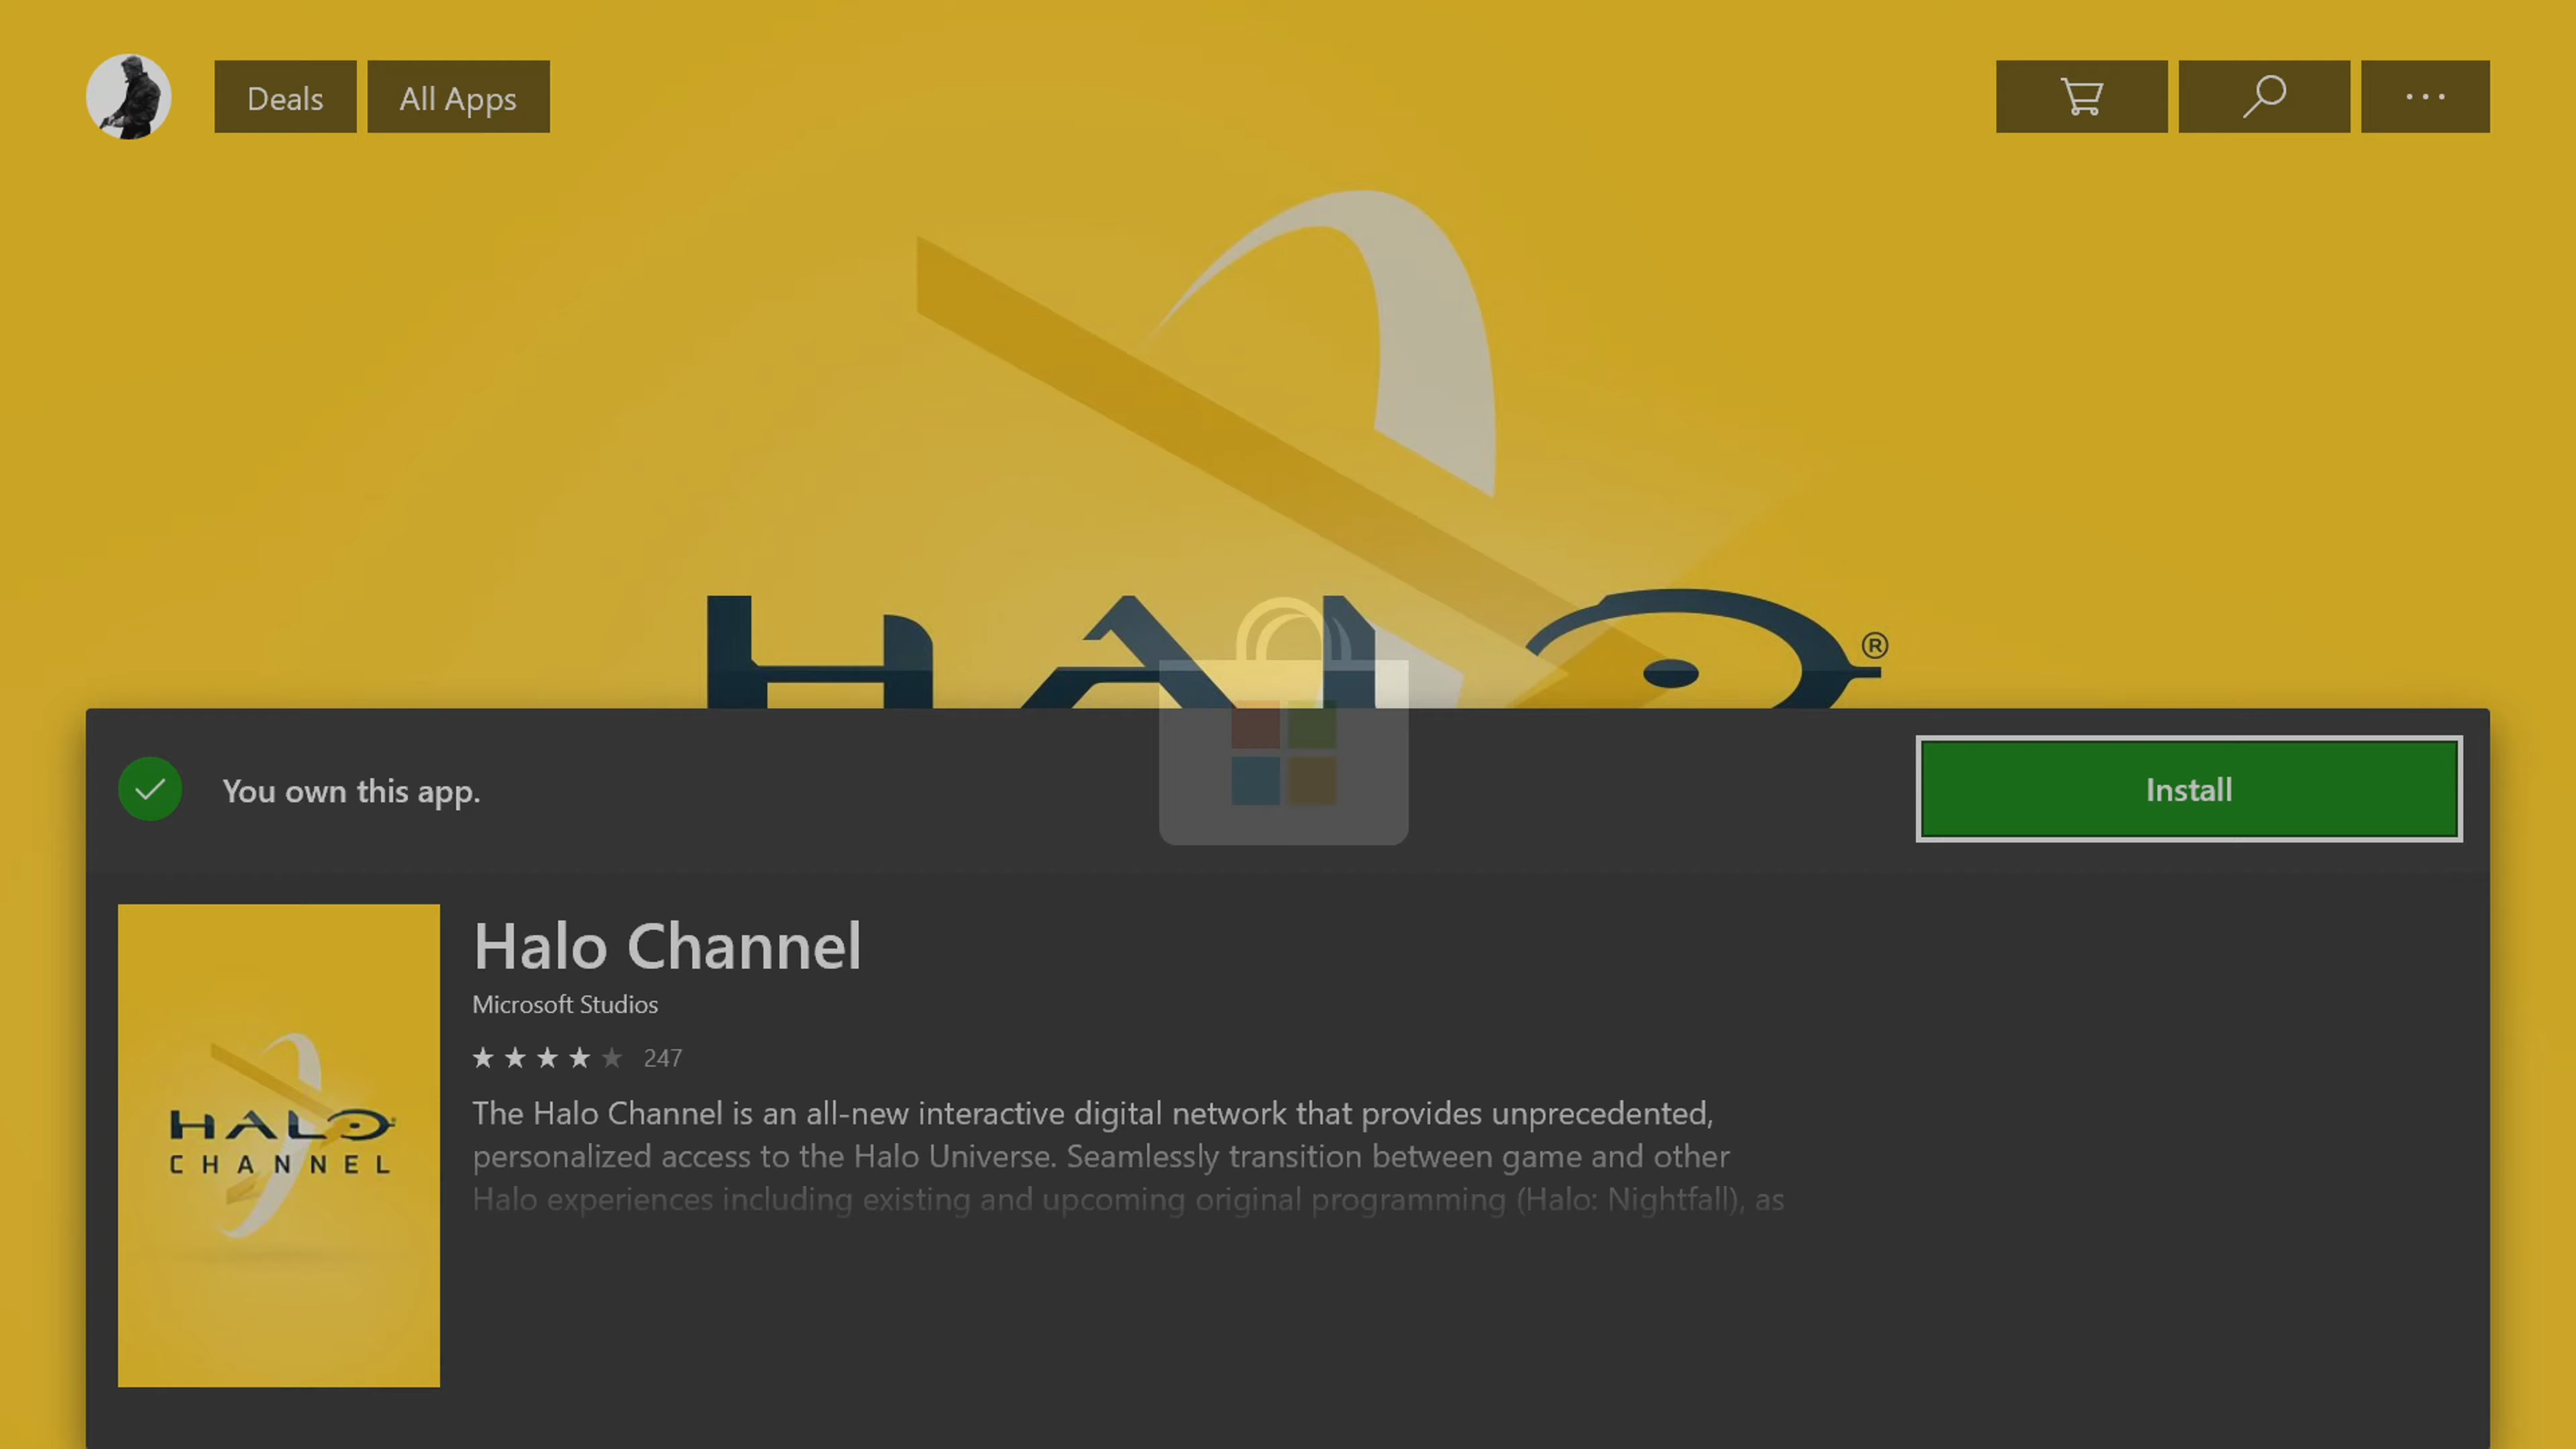 Deals
All Apps
HALO®
You own this app.
Install
HALO®
CHANNEL
Halo Channel
Microsoft Studios
247
The Halo Channel is an all-new interactive digital network that provides unprecedented,
personalized access to the Halo Universe. Seamlessly transition between game and other
Halo experiences including existing and upcoming original programming (Halo: Nightfall), as